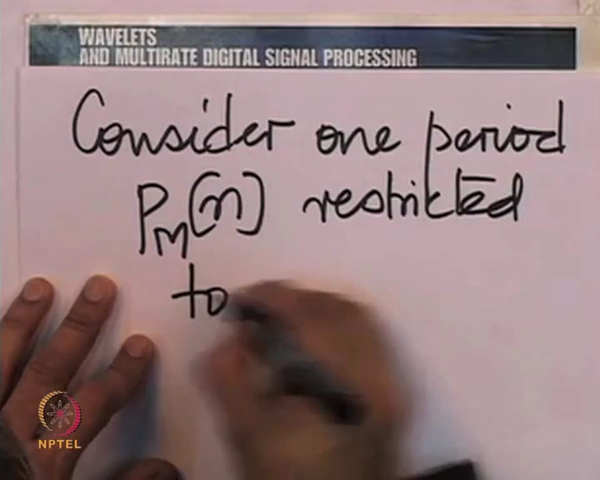 WAVELETS
AND MULTIRATE DIGITAL SIGNAL PROCESSING
Consider one period
P_M[n] restricted
to
NPTEL